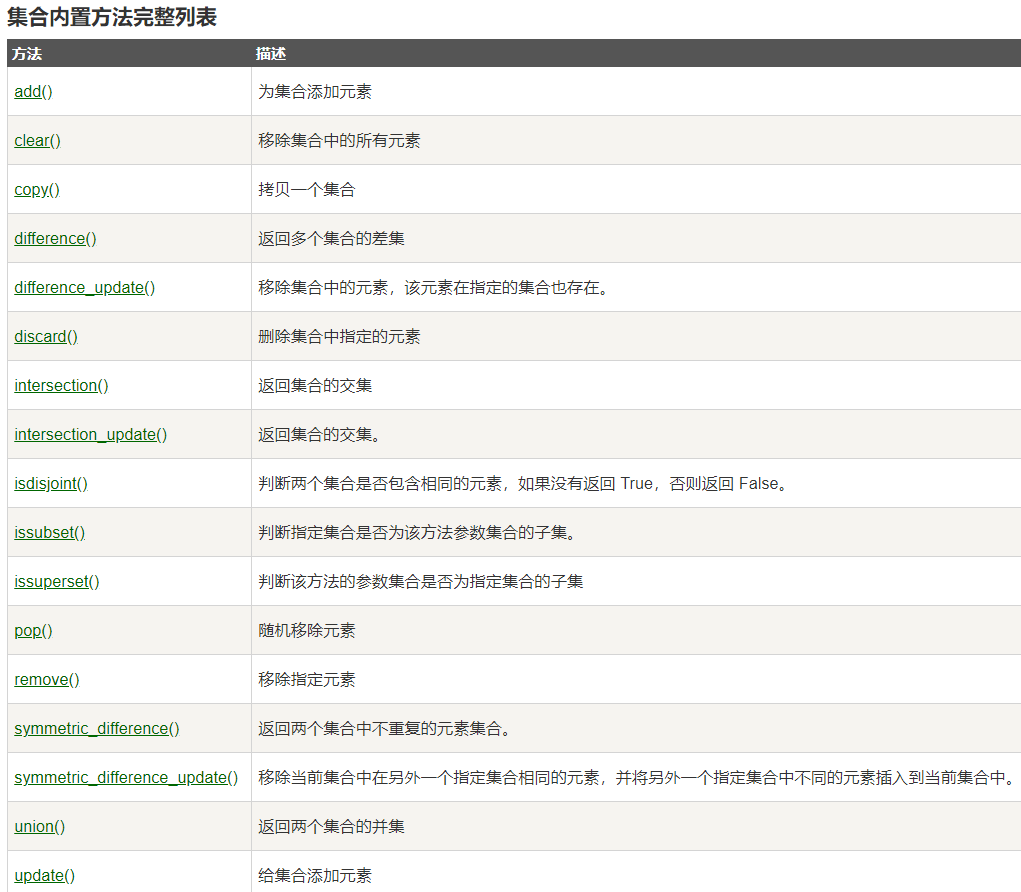 集合内置方法完整列表
方法 描述
add() 为集合添加元素
clear() 移除集合中的所有元素
copy() 拷贝一个集合
difference() 返回多个集合的差集
difference_update() 移除集合中的元素，该元素在指定的集合也存在。
discard() 删除集合中指定的元素
intersection() 返回集合的交集
intersection_update() 返回集合的交集。
isdisjoint() 判断两个集合是否包含相同的元素，如果没有返回 True，否则返回 False。
issubset() 判断指定集合是否为该方法参数集合的子集。
issuperset() 判断该方法的参数集合是否为指定集合的子集
pop() 随机移除元素
remove() 移除指定元素
symmetric_difference() 返回两个集合中不重复的元素集合。
symmetric_difference_update() 移除当前集合中在另外一个指定集合相同的元素，并将另外一个指定集合中不同的元素插入到当前集合中。
union() 返回两个集合的并集
update() 给集合添加元素